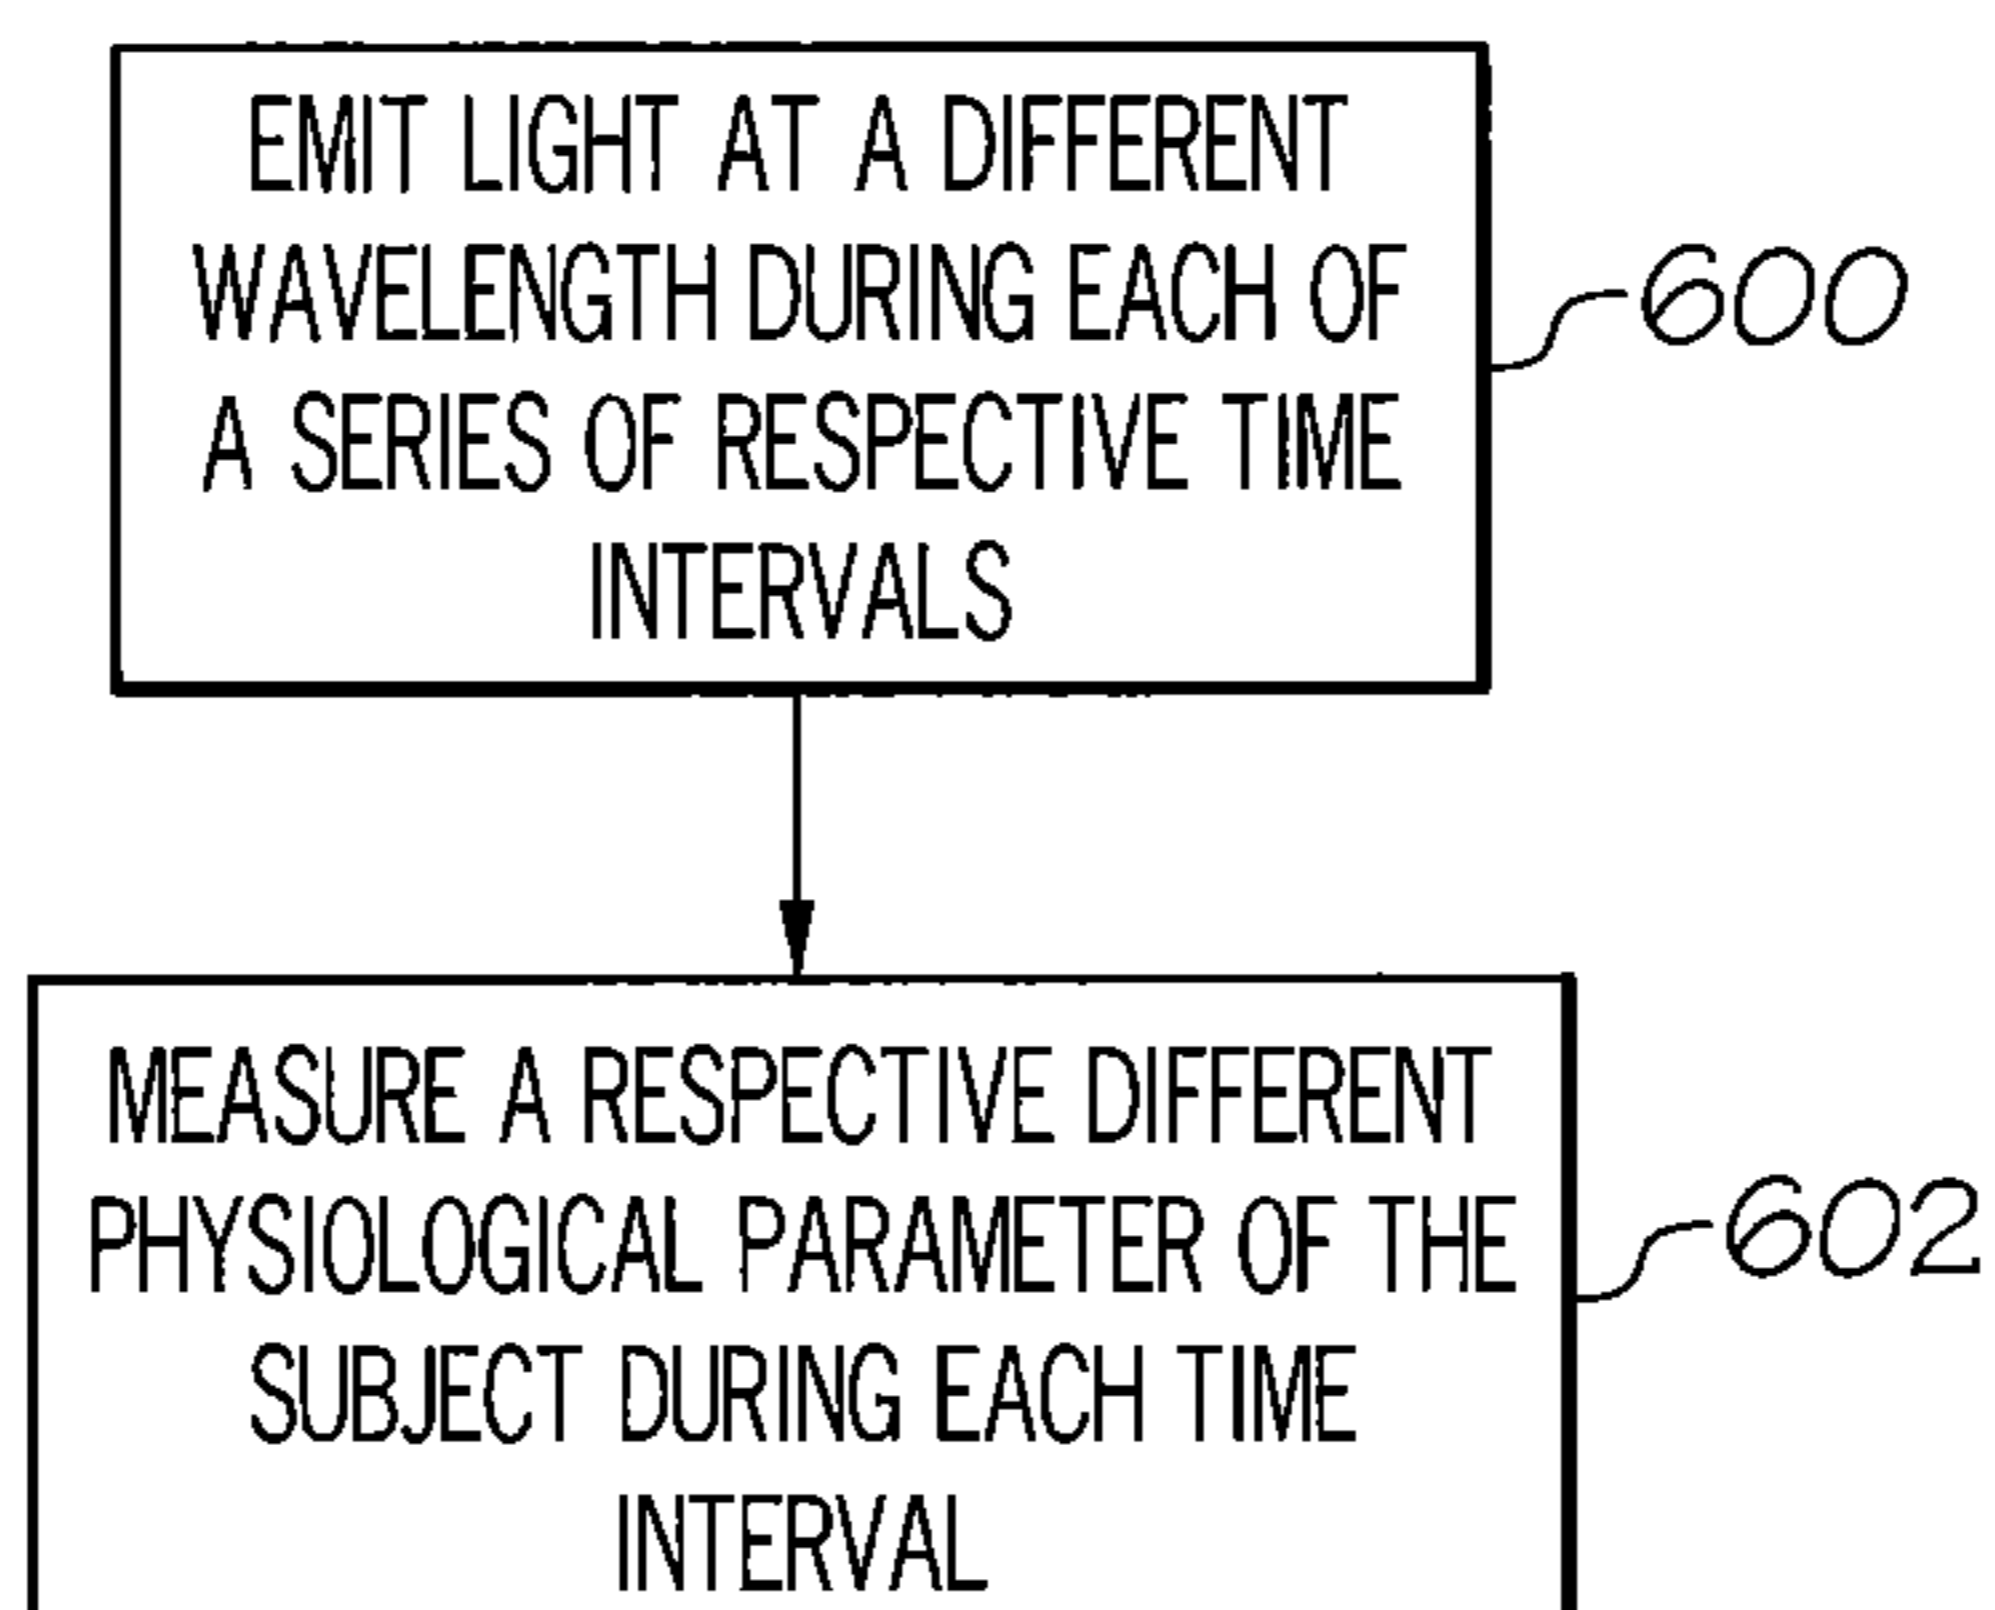 EMIT LIGHT AT A DIFFERENT
WAVELENGTH DURING EACH OF
A SERIES OF RESPECTIVE TIME
INTERVALS
600
MEASURE A RESPECTIVE DIFFERENT
PHYSIOLOGICAL PARAMETER OF THE
SUBJECT DURING EACH TIME
INTERVAL
602